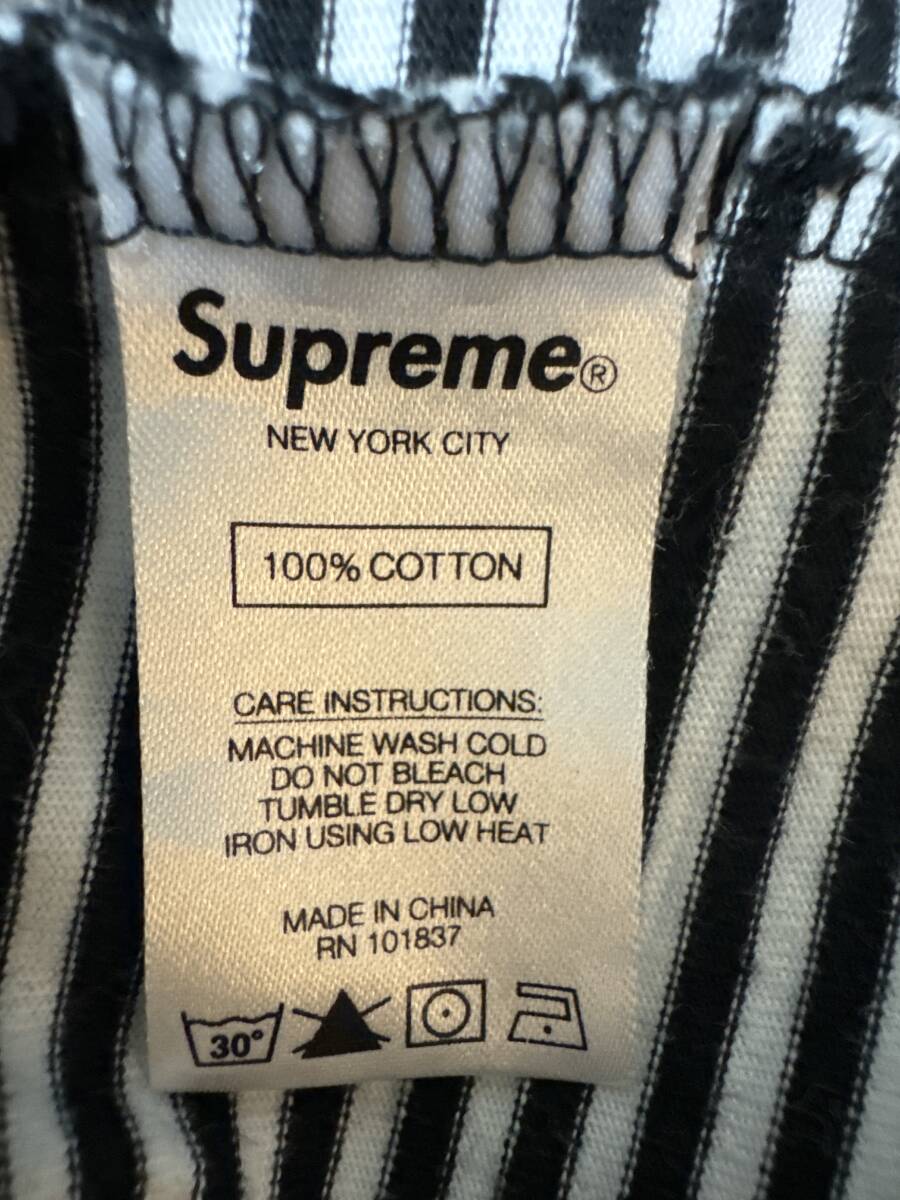 Supreme®
NEW YORK CITY
100% COTTON
CARE INSTRUCTIONS:
MACHINE WASH COLD
DO NOT BLEACH
TUMBLE DRY LOW
IRON USING LOW HEAT
MADE IN CHINA
RN 101837
30°